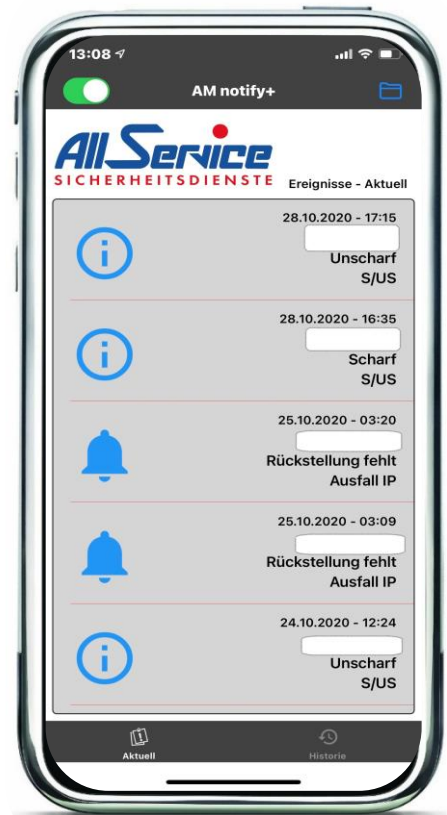 13:08
AM notify+
All Service
SICHERHEITSDIENSTE
Ereignisse - Aktuell
28.10.2020 - 17:15
Unscharf
S/US
28.10.2020 - 16:35
Scharf
S/US
25.10.2020 - 03:20
Rückstellung fehlt
Ausfall IP
25.10.2020 - 03:09
Rückstellung fehlt
Ausfall IP
24.10.2020 - 12:24
Unscharf
S/US
Aktuell
Historie